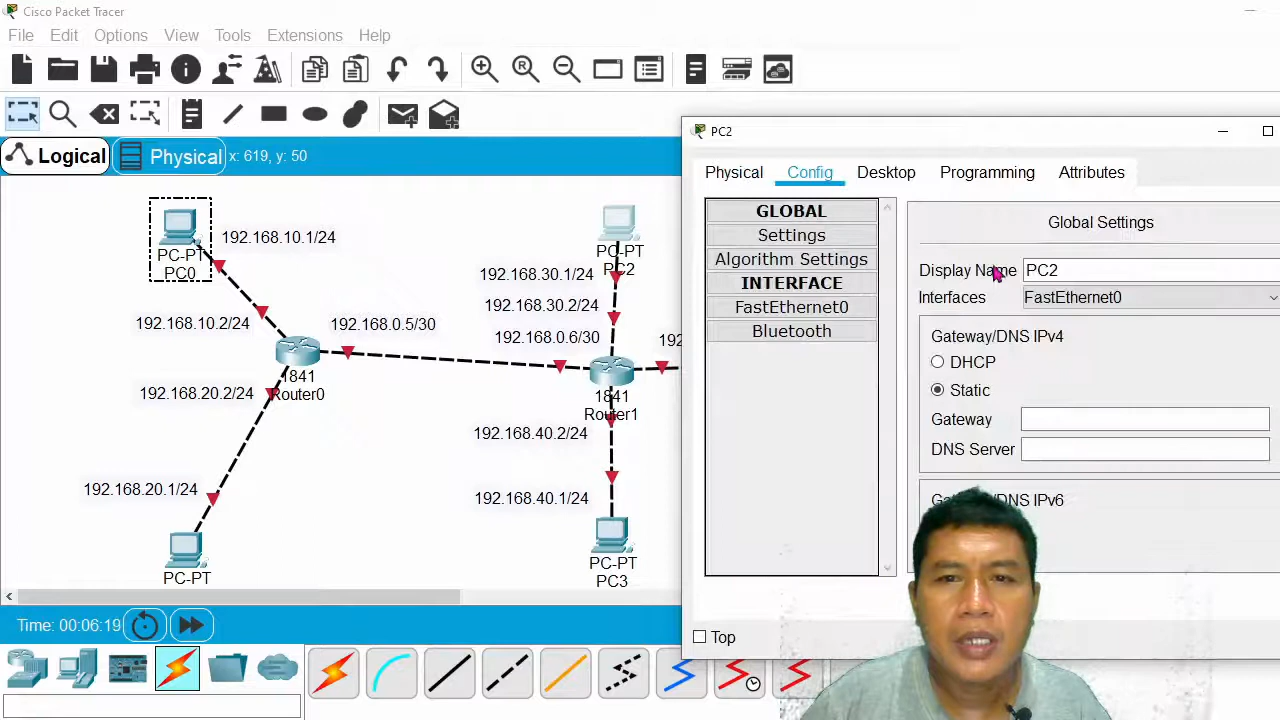 Cisco Packet Tracer
File Edit Options View Tools Extensions Help
Logical Physical x: 619, y: 50
192.168.10.1/24
PC-PT
PC0
192.168.10.2/24
192.168.0.5/30
1841
Router0
192.168.20.2/24
192.168.20.1/24
PC-PT
PC-PT
PC2
192.168.30.1/24
192.168.30.2/24
192.168.0.6/30
1841
Router1
192.168.40.2/24
192.168.40.1/24
PC-PT
PC3
Time: 00:06:19
PC2
Physical Config Desktop Programming Attributes
GLOBAL
Settings
Algorithm Settings
INTERFACE
FastEthernet0
Bluetooth
Global Settings
Display Name PC2
Interfaces FastEthernet0
Gateway/DNS IPv4
DHCP
Static
Gateway
DNS Server
IPv6
Top